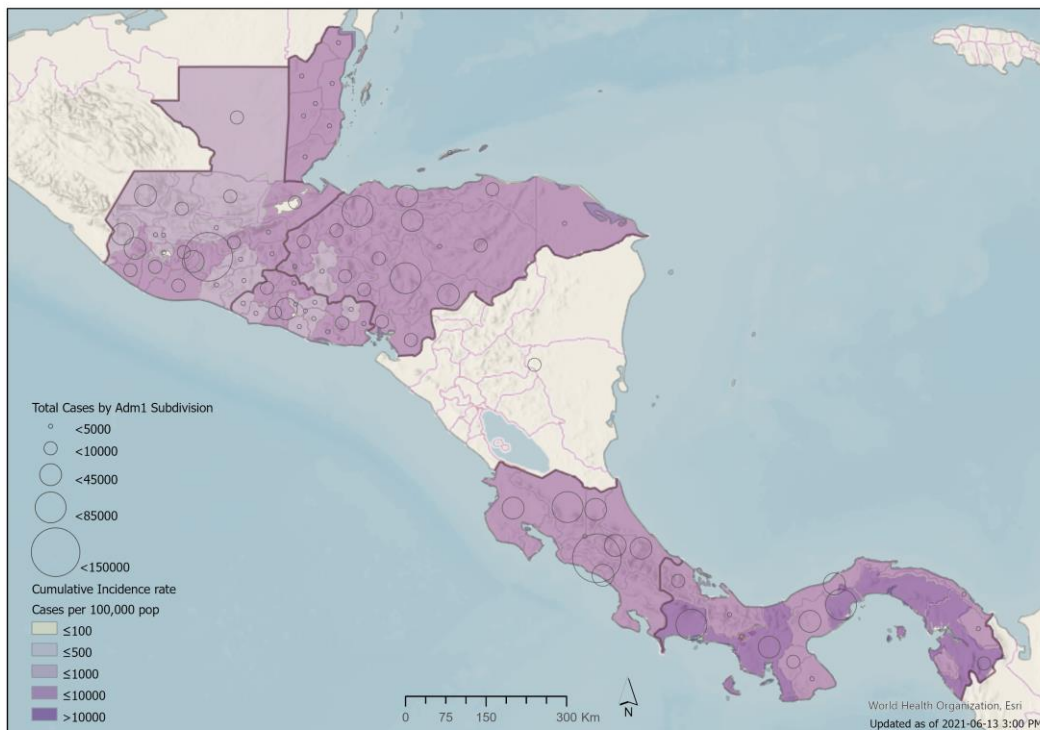 Total Cases by Adm1 Subdivision
<5000
<10000
<45000
<85000
<150000
Cumulative Incidence rate
Cases per 100,000 pop
≤100
≤500
≤1000
≤10000
>10000
0 75 150 300 Km
N
World Health Organization, Esri
Updated as of 2021-06-13 3:00 PM